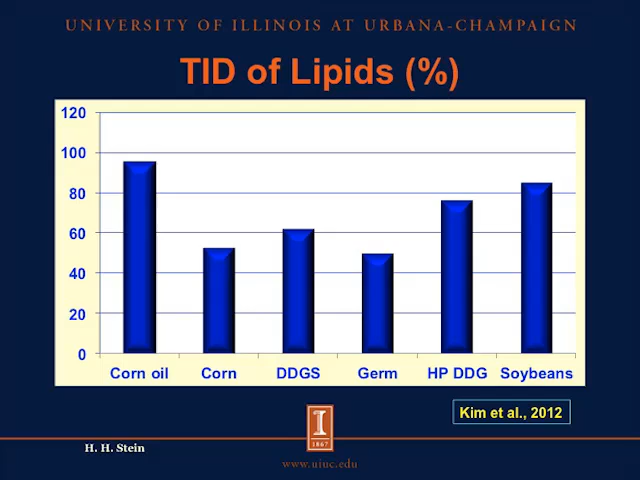 UNIVERSITY OF ILLINOIS AT URBANA-CHAMPAIGN
TID of Lipids (%)
120
100
80
60
40
20
0
Corn oil Corn DDGS Germ HP DDG Soybeans
Kim et al., 2012
I
1867
H. H. Stein
www.uiuc.edu